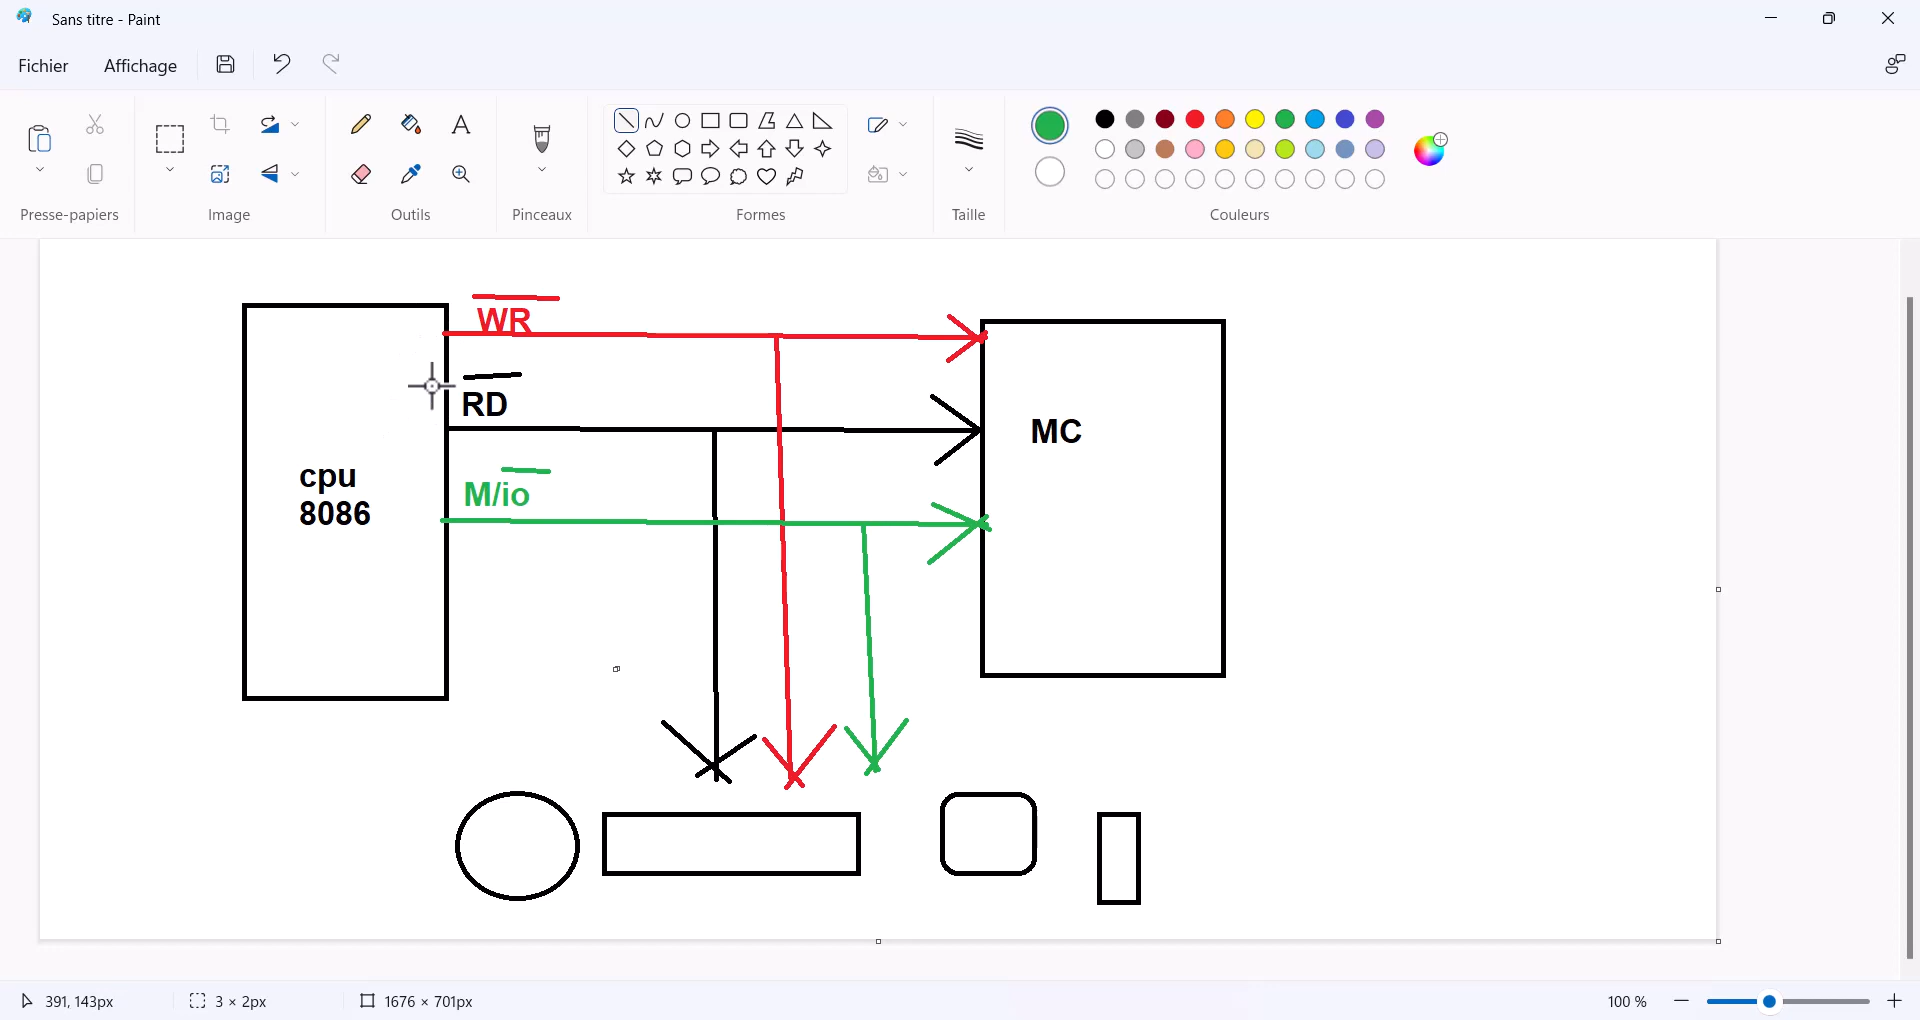 Sans titre - Paint
Fichier Affichage
Presse-papiers Image Outils Pinceaux Formes Taille Couleurs
WR
RD
MC
cpu
8086
M/io
391, 143px 3 × 2px 1676 × 701px 100 %